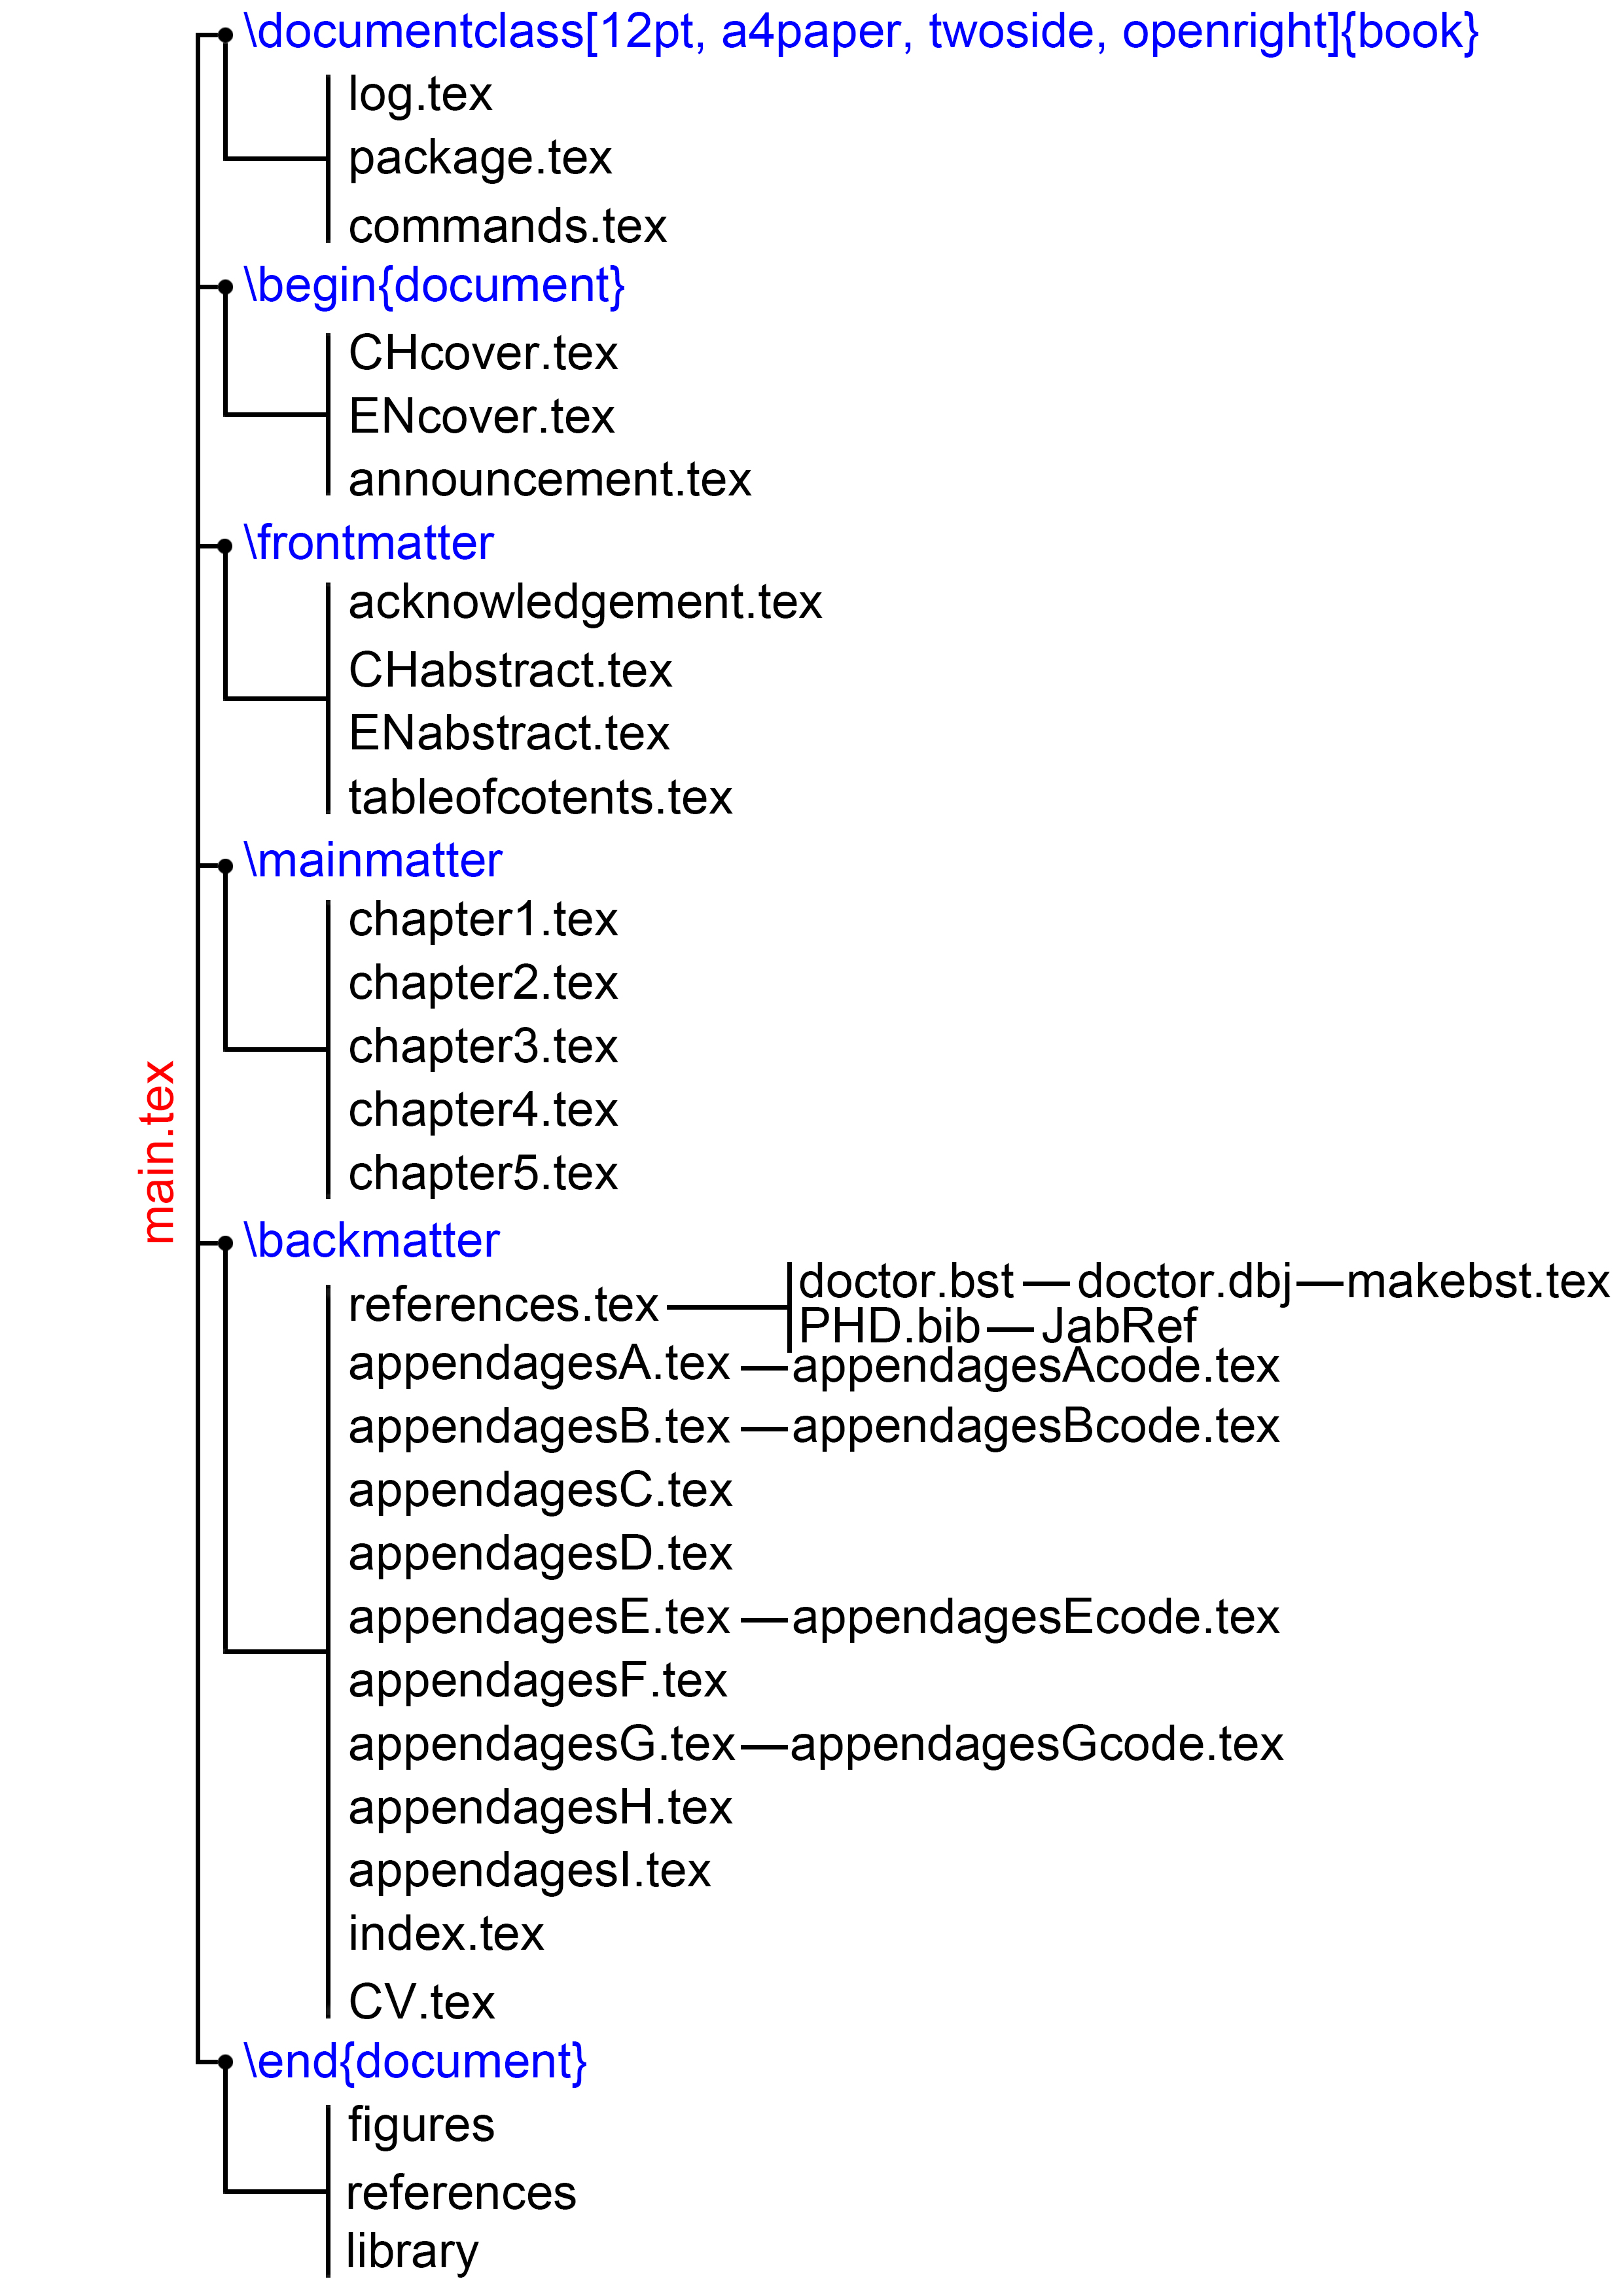 \documentclass[12pt, a4paper, twoside, openright]{book}
log.tex
package.tex
commands.tex
\begin{document}
CHcover.tex
ENcover.tex
announcement.tex
\frontmatter
acknowledgement.tex
CHabstract.tex
ENabstract.tex
tableofcotents.tex
\mainmatter
chapter1.tex
chapter2.tex
chapter3.tex
chapter4.tex
chapter5.tex
main.tex
\backmatter
references.tex
doctor.bst doctor.dbj makebst.tex
PHD.bib JabRef
appendagesA.tex appendagesAcode.tex
appendagesB.tex appendagesBcode.tex
appendagesC.tex
appendagesD.tex
appendagesE.tex appendagesEcode.tex
appendagesF.tex
appendagesG.tex appendagesGcode.tex
appendagesH.tex
appendagesI.tex
index.tex
CV.tex
\end{document}
figures
references
library